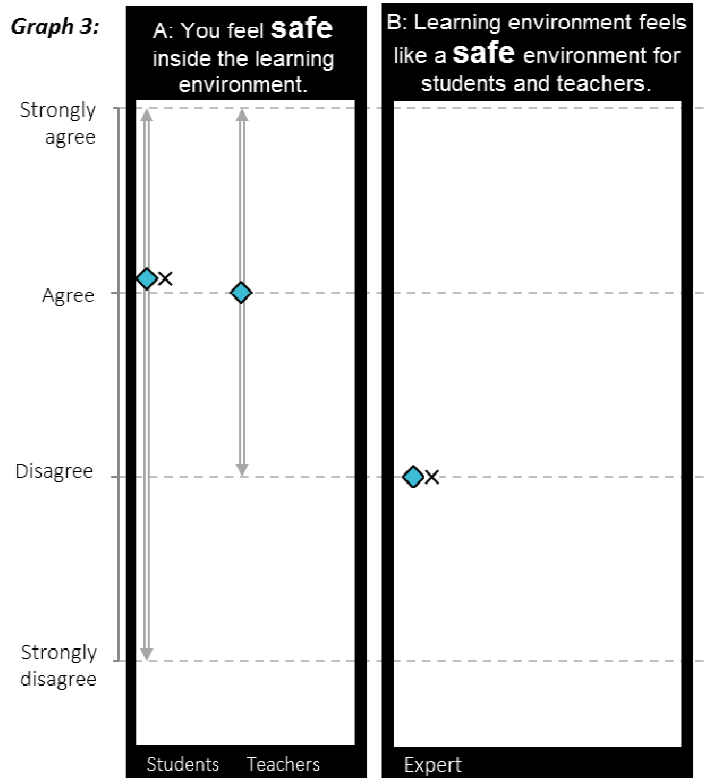 Graph 3:
A: You feel safe
inside the learning
environment.
B: Learning environment feels
like a safe environment for
students and teachers.
Strongly
agree
Agree
Disagree
Strongly
disagree
Students Teachers
Expert